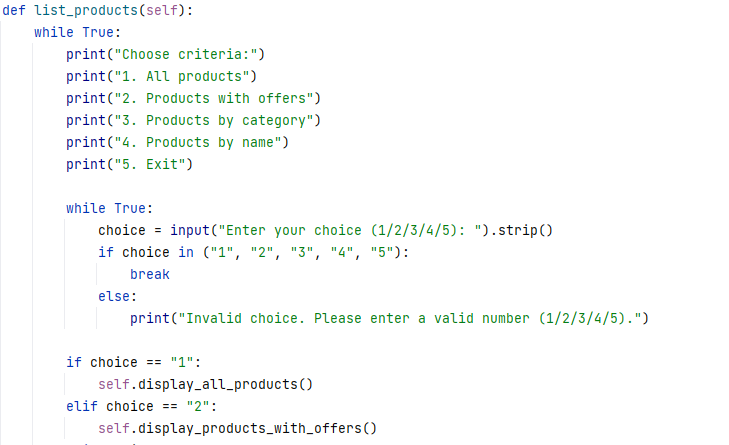 def list_products(self):
    while True:
        print("Choose criteria:")
        print("1. All products")
        print("2. Products with offers")
        print("3. Products by category")
        print("4. Products by name")
        print("5. Exit")

        while True:
            choice = input("Enter your choice (1/2/3/4/5): ").strip()
            if choice in ("1", "2", "3", "4", "5"):
                break
            else:
                print("Invalid choice. Please enter a valid number (1/2/3/4/5).")

        if choice == "1":
            self.display_all_products()
        elif choice == "2":
            self.display_products_with_offers()